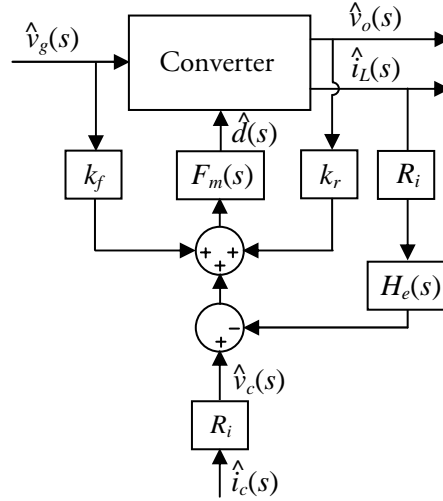 v̂g(s)
v̂o(s)
Converter
îL(s)
d̂(s)
kf
Fm(s)
kr
Ri
+ + +
He(s)
+ -
v̂c(s)
Ri
îc(s)